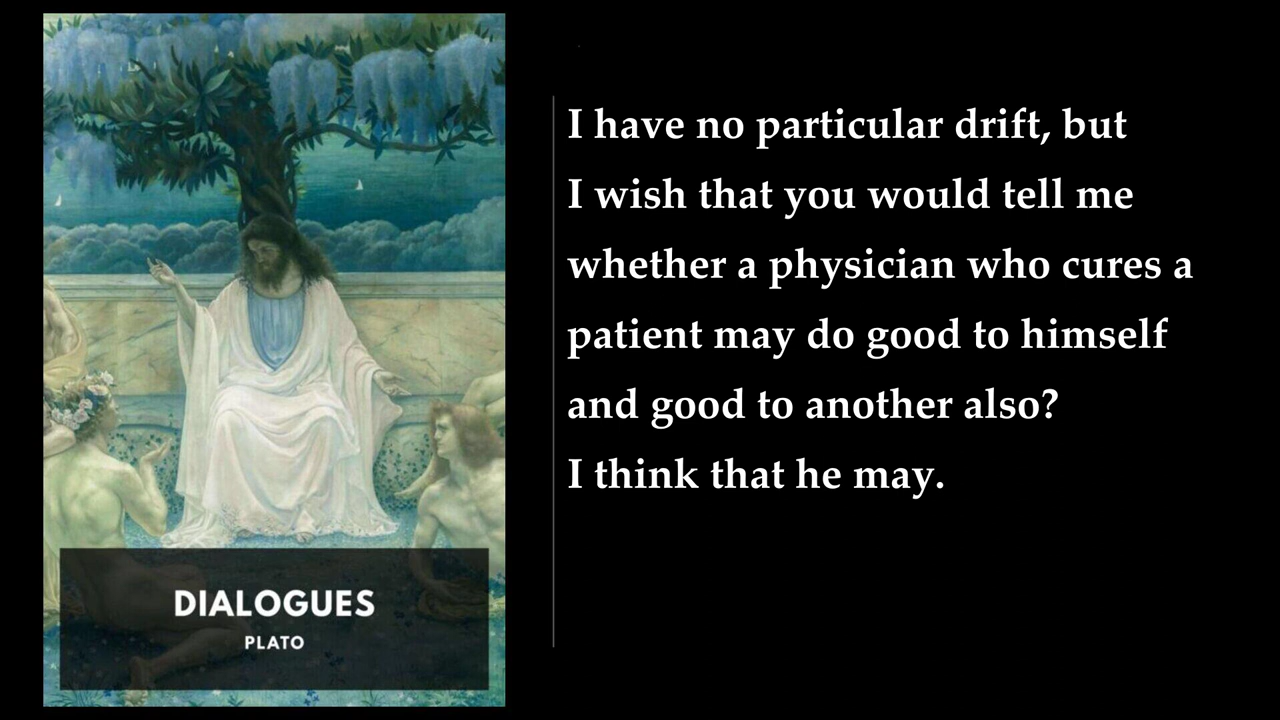 DIALOGUES
PLATO
I have no particular drift, but
I wish that you would tell me
whether a physician who cures a
patient may do good to himself
and good to another also?
I think that he may.